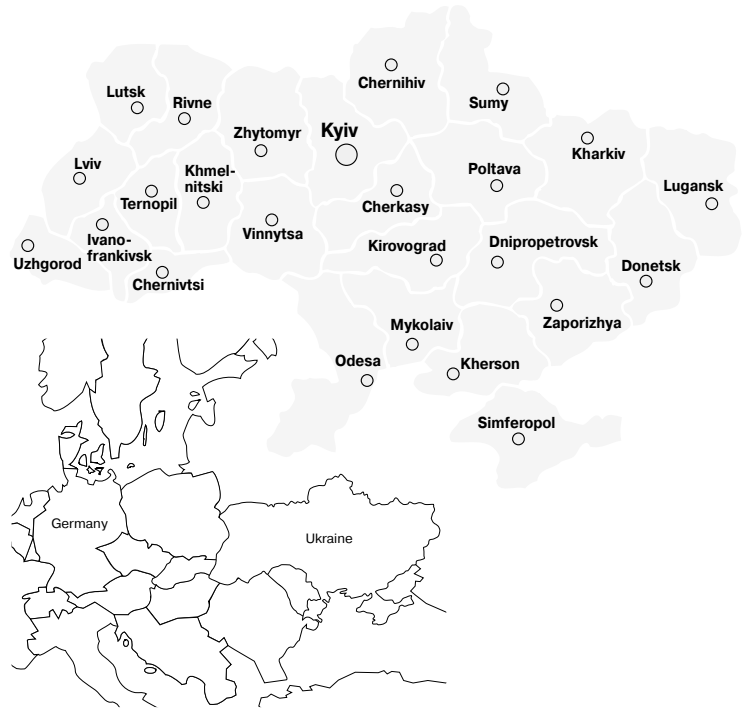 Chernihiv
Sumy
Lutsk
Rivne
Zhytomyr
Kyiv
Kharkiv
Lviv
Ternopil
Khmel-
nitski
Cherkasy
Poltava
Lugansk
Uzhgorod
Ivano-
frankivsk
Chernivtsi
Vinnytsa
Kirovograd
Dnipropetrovsk
Donetsk
Mykolaiv
Zaporizhya
Odesa
Kherson
Simferopol
Germany
Ukraine